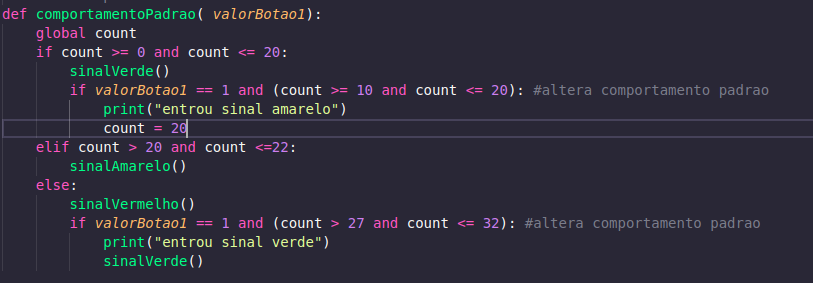 def comportamentoPadrao( valorBotao1):
    global count
    if count >= 0 and count <= 20:
        sinalVerde()
        if valorBotao1 == 1 and (count >= 10 and count <= 20): #altera comportamento padrao
            print("entrou sinal amarelo")
            count = 20
    elif count > 20 and count <=22:
        sinalAmarelo()
    else:
        sinalVermelho()
        if valorBotao1 == 1 and (count > 27 and count <= 32): #altera comportamento padrao
            print("entrou sinal verde")
            sinalVerde()